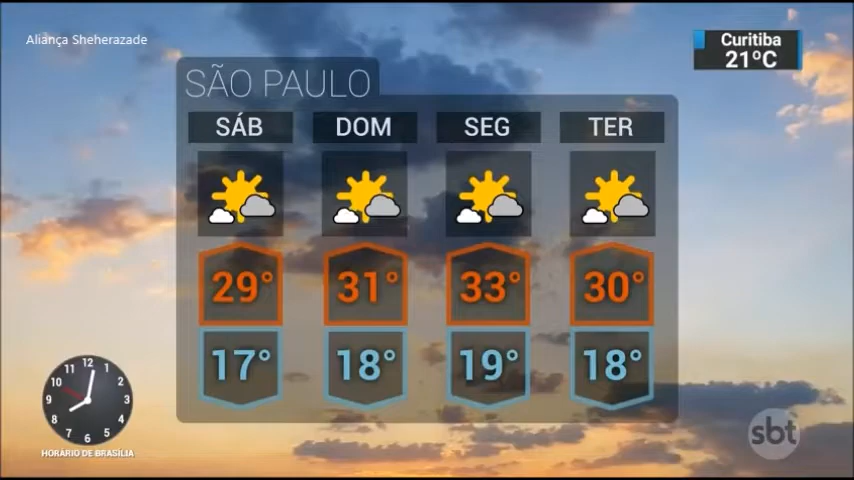 Aliança Sheherazade
Curitiba
21ºC
SÃO PAULO
SÁB DOM SEG TER
29° 31° 33° 30°
17° 18° 19° 18°
12
11 1
10 2
9 3
8 4
7 5
6
HORÁRIO DE BRASÍLIA
sbt